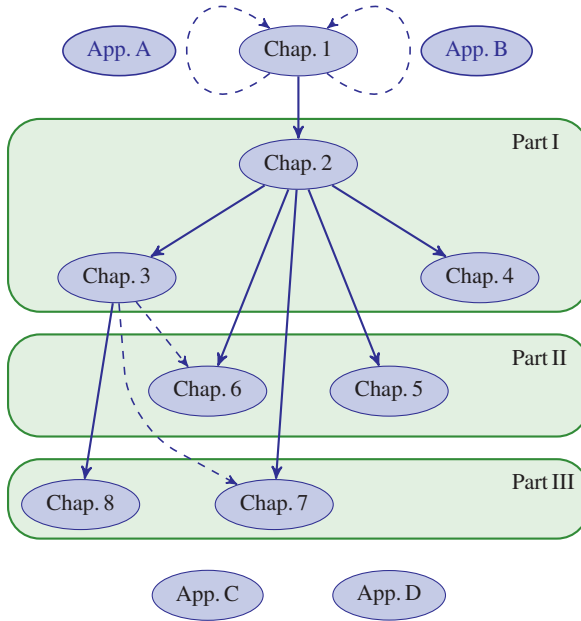 App. A
Chap. 1
App. B
Part I
Chap. 2
Chap. 3
Chap. 4
Part II
Chap. 6
Chap. 5
Part III
Chap. 8
Chap. 7
App. C
App. D